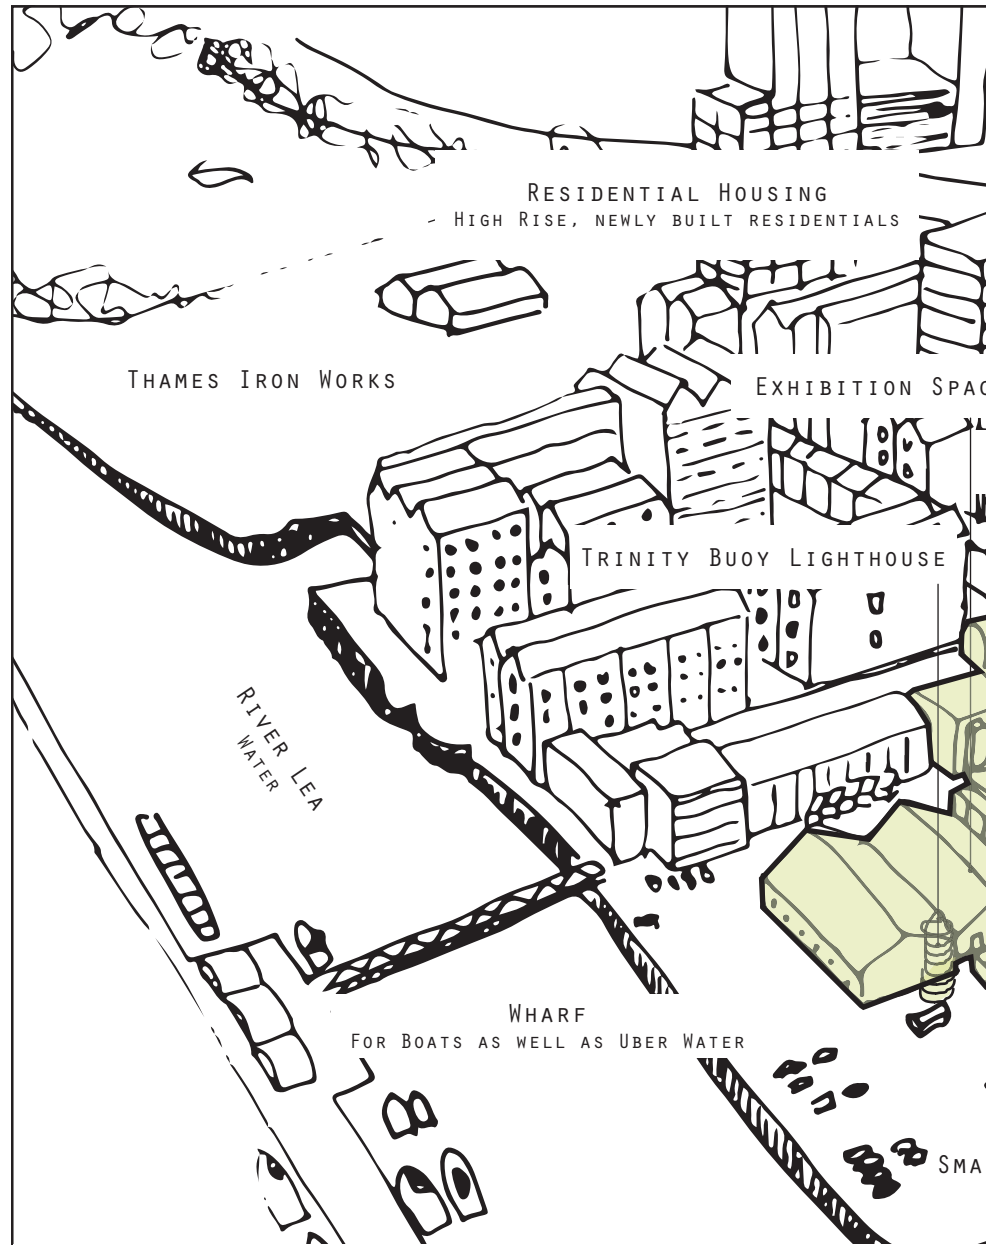 Residential Housing
- High Rise, newly built residentials
Thames Iron Works
Exhibition Spac
Trinity Buoy Lighthouse
River Lea
Water
Wharf
For Boats as well as Uber Water
Sma